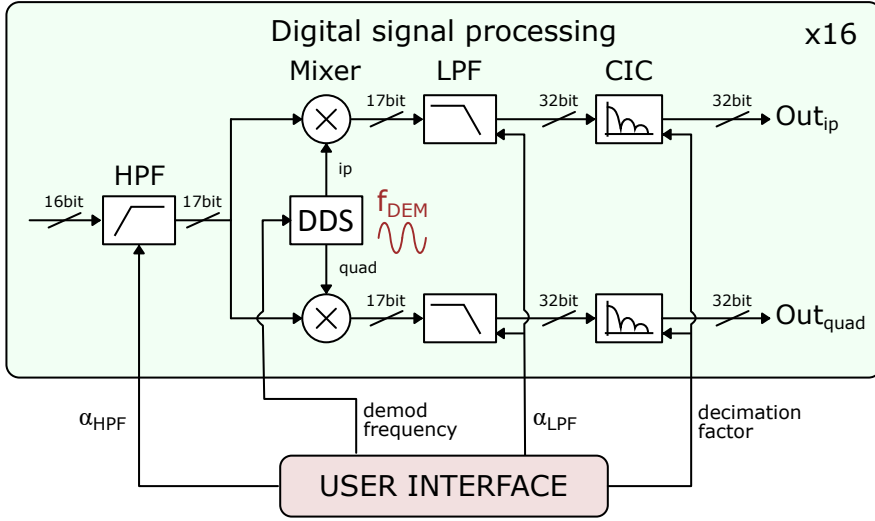 Digital signal processing
x16
Mixer
LPF
CIC
17bit
32bit
32bit
Out_ip
ip
HPF
16bit
17bit
DDS
f_DEM
quad
17bit
32bit
32bit
Out_quad
α_HPF
demod
frequency
α_LPF
decimation
factor
USER INTERFACE